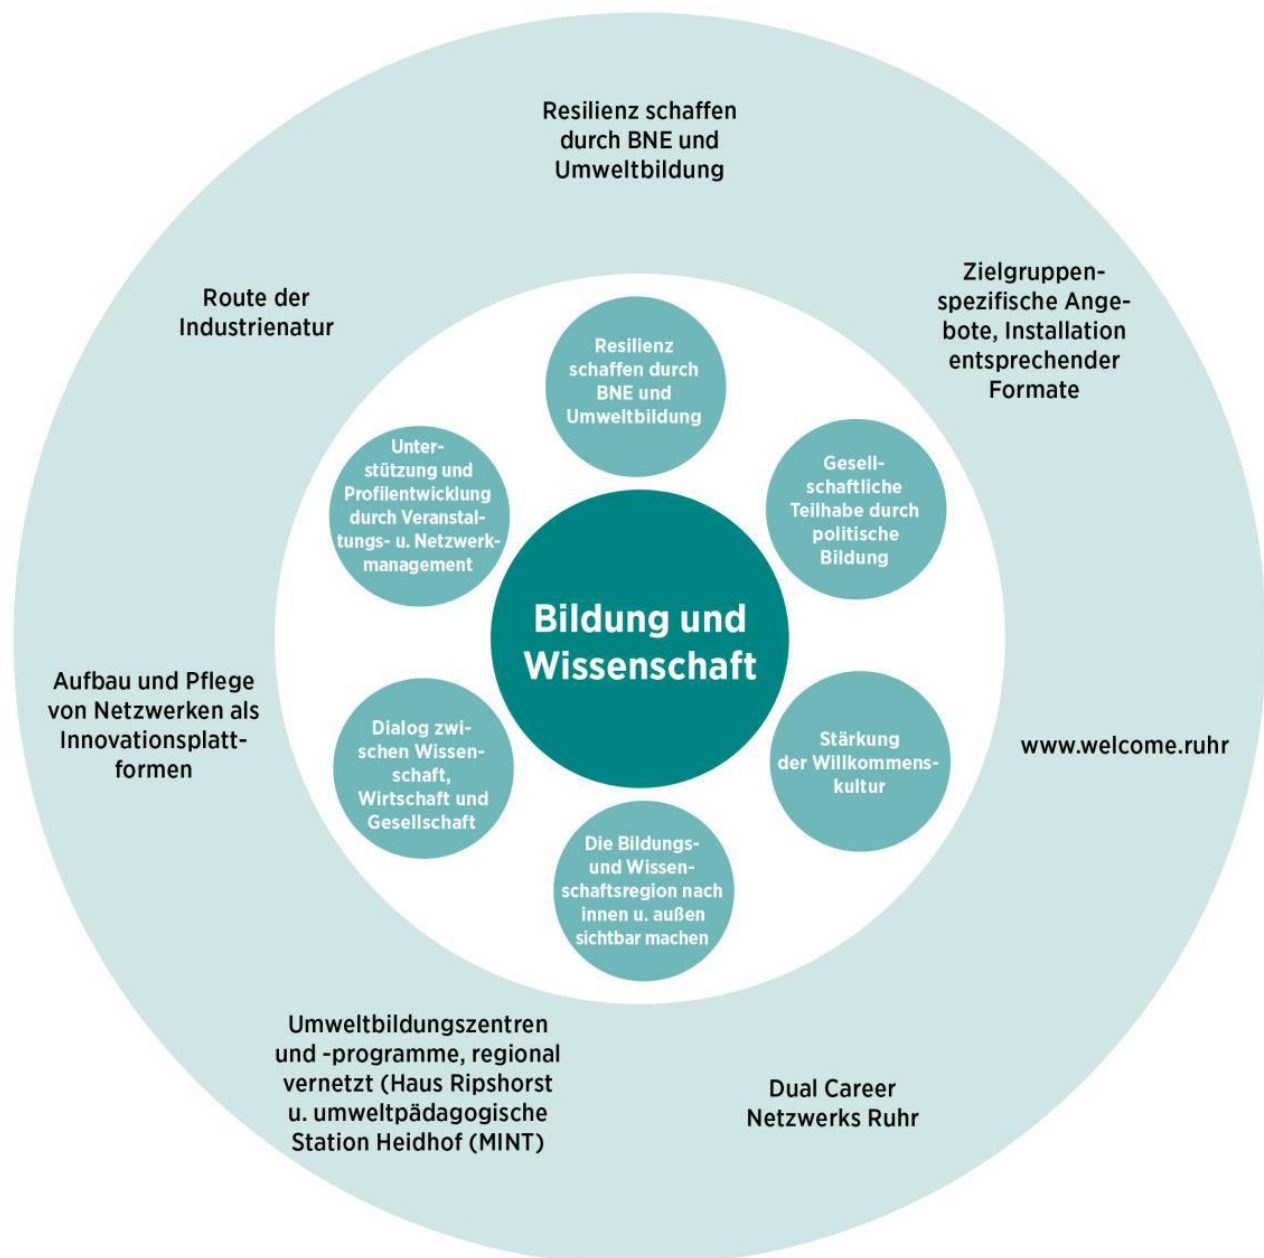 Resilienz schaffen
durch BNE und
Umweltbildung
Zielgruppen-
spezifische Ange-
bote, Installation
entsprechender
Formate
www.welcome.ruhr
Dual Career
Netzwerks Ruhr
Umweltbildungszentren
und -programme, regional
vernetzt (Haus Ripshorst
u. umweltpädagogische
Station Heidhof (MINT)
Aufbau und Pflege
von Netzwerken als
Innovationsplatt-
formen
Route der
Industrienatur
Resilienz
schaffen durch
BNE und
Umweltbildung
Gesell-
schaftliche
Teilhabe durch
politische
Bildung
Stärkung
der Willkommens-
kultur
Die Bildungs-
und Wissen-
schaftsregion nach
innen u. außen
sichtbar machen
Dialog zwi-
schen Wissen-
schaft,
Wirtschaft und
Gesellschaft
Unter-
stützung und
Profilentwicklung
durch Veranstal-
tungs- u. Netzwerk-
management
Bildung und
Wissenschaft